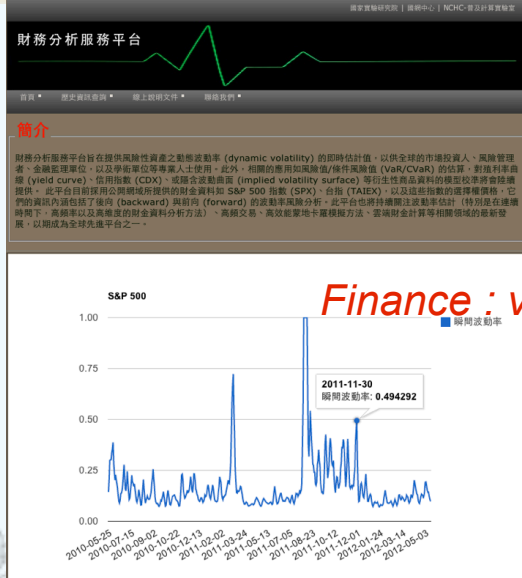 國家實驗研究院 | 國網中心 | NCHC-普及計算實驗室
財務分析服務平台
首頁 歷史資訊查詢 線上說明文件 聯絡我們
簡介
財務分析服務平台旨在提供風險性資產之動態波動率 (dynamic volatility) 的即時估計值，以供全球的市場投資人、風險管理
者、金融監理單位，以及學術單位等專業人士使用。此外，相關的應用如風險值/條件風險值 (VaR/CVaR) 的估算，對殖利率曲
線 (yield curve)、信用指數 (CDX)、或隱含波動曲面 (implied volatility surface) 等衍生性商品資料的模型校準將會陸續
提供。 此平台目前採用公開網域所提供的財金資料如 S&P 500 指數 (SPX)、台指 (TAIEX)，以及這些指數的選擇權價格，它
們的資訊內涵包括了後向 (backward) 與前向 (forward) 的波動率風險分析。此平台也將持續關注波動率估計（特別是在連續
時間下，高頻率以及高維度的財金資料分析方法）、高頻交易、高效能蒙地卡羅模擬方法、雲端財金計算等相關領域的最新發
展，以期成為全球先進平台之一。
S&P 500
Finance : v
瞬間波動率
1.00
0.75
0.50
0.25
0.00
2011-11-30
瞬間波動率: 0.494292
2010-05-25 2010-07-15 2010-09-02 2010-10-22 2010-12-13 2011-02-02 2011-03-24 2011-05-13 2011-07-05 2011-08-23 2011-10-12 2011-12-01 2012-01-24 2012-03-14 2012-05-03